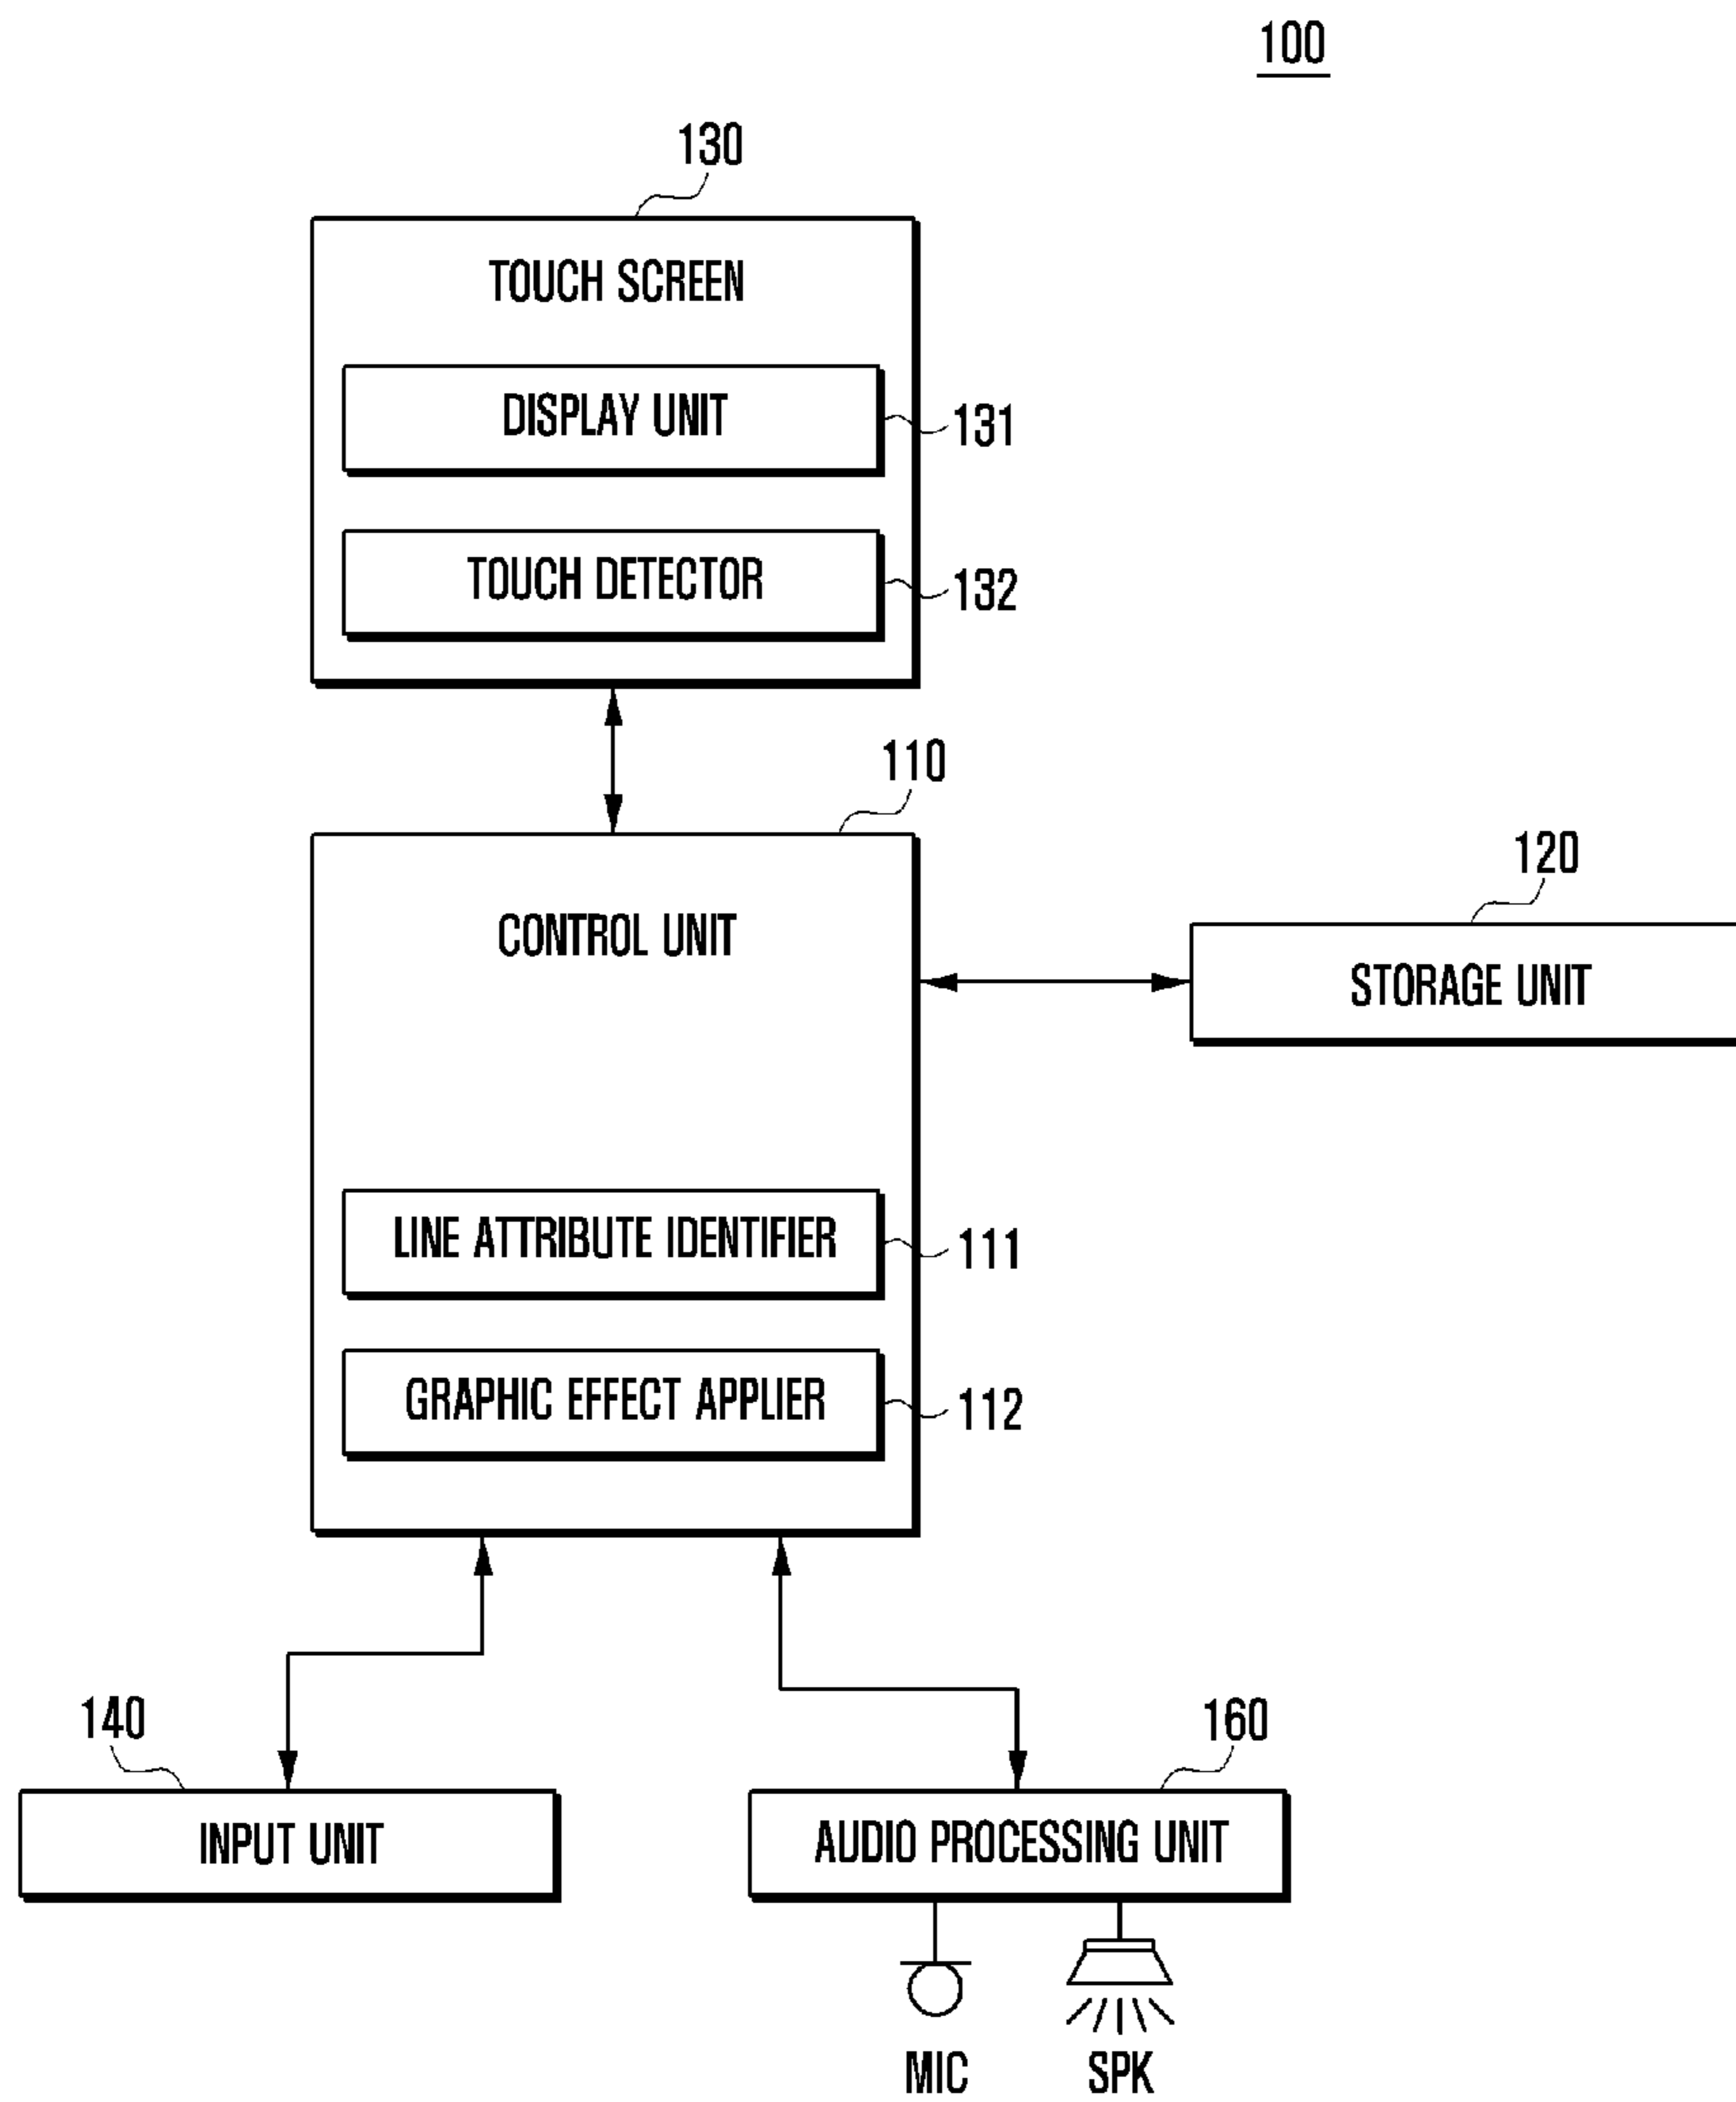 100
130
TOUCH SCREEN
DISPLAY UNIT
131
TOUCH DETECTOR
132
110
CONTROL UNIT
120
STORAGE UNIT
LINE ATTRIBUTE IDENTIFIER
111
GRAPHIC EFFECT APPLIER
112
140
INPUT UNIT
160
AUDIO PROCESSING UNIT
MIC
SPK